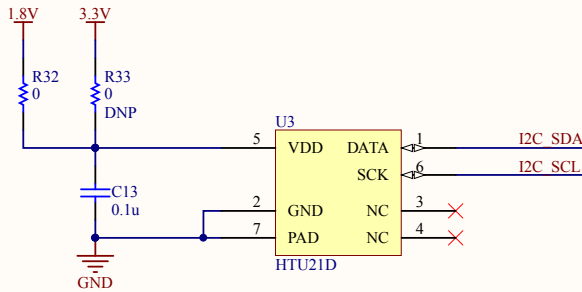 1.8V 3.3V
R32 R33
0 0
DNP
U3
5 VDD DATA 1 I2C_SDA
SCK 6 I2C_SCL
C13
0.1u
2 GND NC 3
7 PAD NC 4
HTU21D
GND